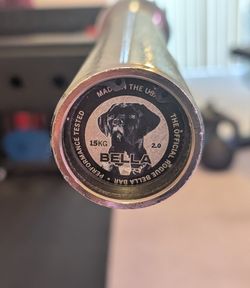 MADE IN THE USA
15KG
2.0
BELLA
PERFORMANCE TESTED • THE OFFICIAL ROGUE BELLA BAR •